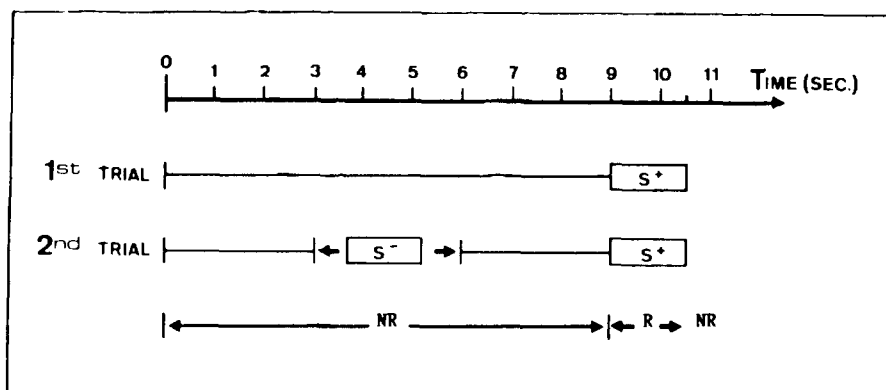 0 1 2 3 4 5 6 7 8 9 10 11 TIME (SEC.)
1st TRIAL S+
2nd TRIAL S- S+
NR R NR